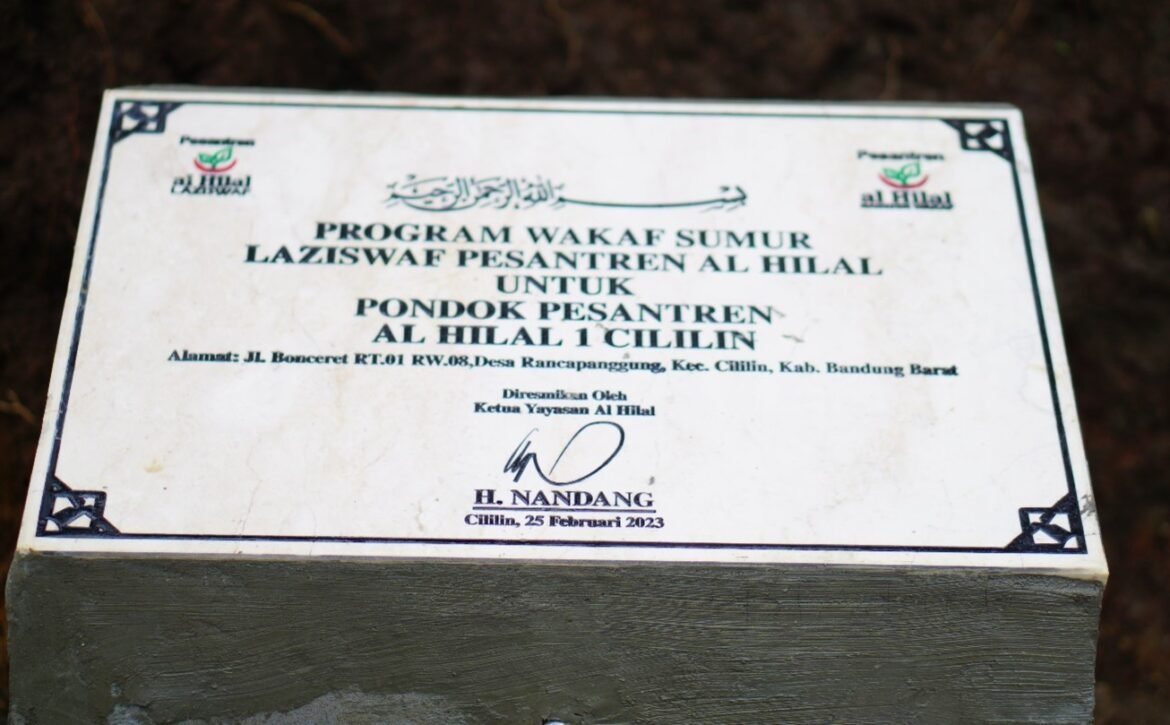 Pesantren
al Hilal
LAZISWAF
Pesantren
al Hilal
بسم الله الرحمن الرحيم
PROGRAM WAKAF SUMUR
LAZISWAF PESANTREN AL HILAL
UNTUK
PONDOK PESANTREN
AL HILAL 1 CILILIN
Alamat: Jl. Bonceret RT.01 RW.08,Desa Rancapanggung, Kec. Cililin, Kab. Bandung Barat
Diresmikan Oleh
Ketua Yayasan Al Hilal
H. NANDANG
Cililin, 25 Februari 2023